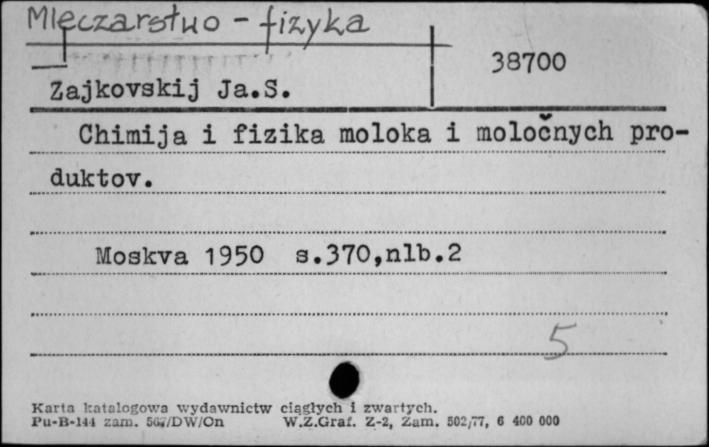 Mleczarstwo - fizyka
38700
Zajkovskij Ja.S.
Chimija i fizika moloka i moločnych pro-
duktov.
Moskva 1950 s.370,nlb.2
5
Karta katalogowa wydawnictw ciągłych i zwartych.
Pu-B-144 zam. 567/DW/On W.Z.Graf. Z-2, Zam. 502/77, 6 400 000